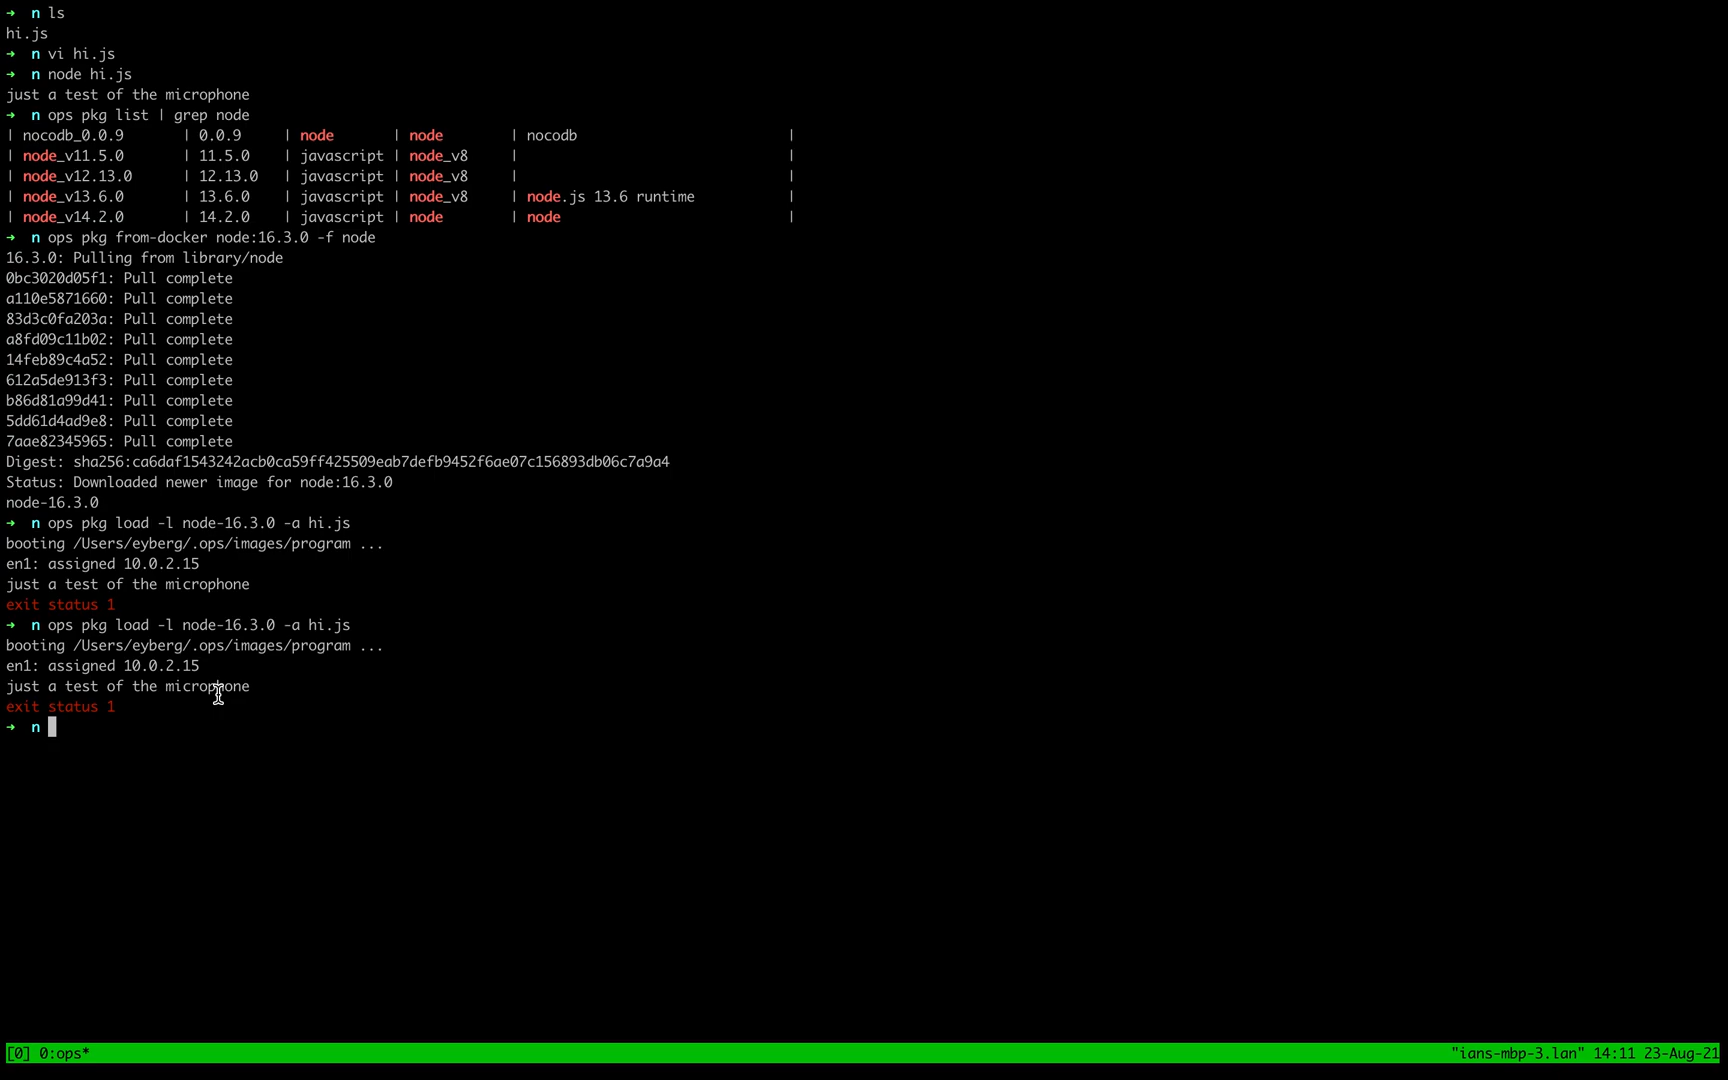 → n ls
hi.js
→ n vi hi.js
→ n node hi.js
just a test of the microphone
→ n ops pkg list | grep node
| nocodb_0.0.9 | 0.0.9 | node | node | nocodb |
| node_v11.5.0 | 11.5.0 | javascript | node_v8 | |
| node_v12.13.0 | 12.13.0 | javascript | node_v8 | |
| node_v13.6.0 | 13.6.0 | javascript | node_v8 | node.js 13.6 runtime |
| node_v14.2.0 | 14.2.0 | javascript | node | node |
→ n ops pkg from-docker node:16.3.0 -f node
16.3.0: Pulling from library/node
0bc3020d05f1: Pull complete
a110e5871660: Pull complete
83d3c0fa203a: Pull complete
a8fd09c11b02: Pull complete
14feb89c4a52: Pull complete
612a5de913f3: Pull complete
b86d81a99d41: Pull complete
5dd61d4ad9e8: Pull complete
7aae82345965: Pull complete
Digest: sha256:ca6daf1543242acb0ca59ff425509eab7defb9452f6ae07c156893db06c7a9a4
Status: Downloaded newer image for node:16.3.0
node-16.3.0
→ n ops pkg load -l node-16.3.0 -a hi.js
booting /Users/eyberg/.ops/images/program ...
en1: assigned 10.0.2.15
just a test of the microphone
exit status 1
→ n ops pkg load -l node-16.3.0 -a hi.js
booting /Users/eyberg/.ops/images/program ...
en1: assigned 10.0.2.15
just a test of the microphone
exit status 1
→ n
[0] 0:ops* "ians-mbp-3.lan" 14:11 23-Aug-21